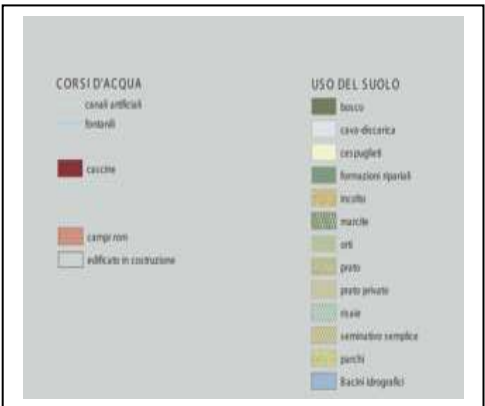 CORSI D'ACQUA
canali artificiali
fontanili
cascine
campi rom
edificato in costruzione
USO DEL SUOLO
bosco
cava-discarica
cespuglieti
formazioni ripariali
incolto
marcite
orti
prato
prato privato
risaie
seminativo semplice
parchi
Bacini idrografici